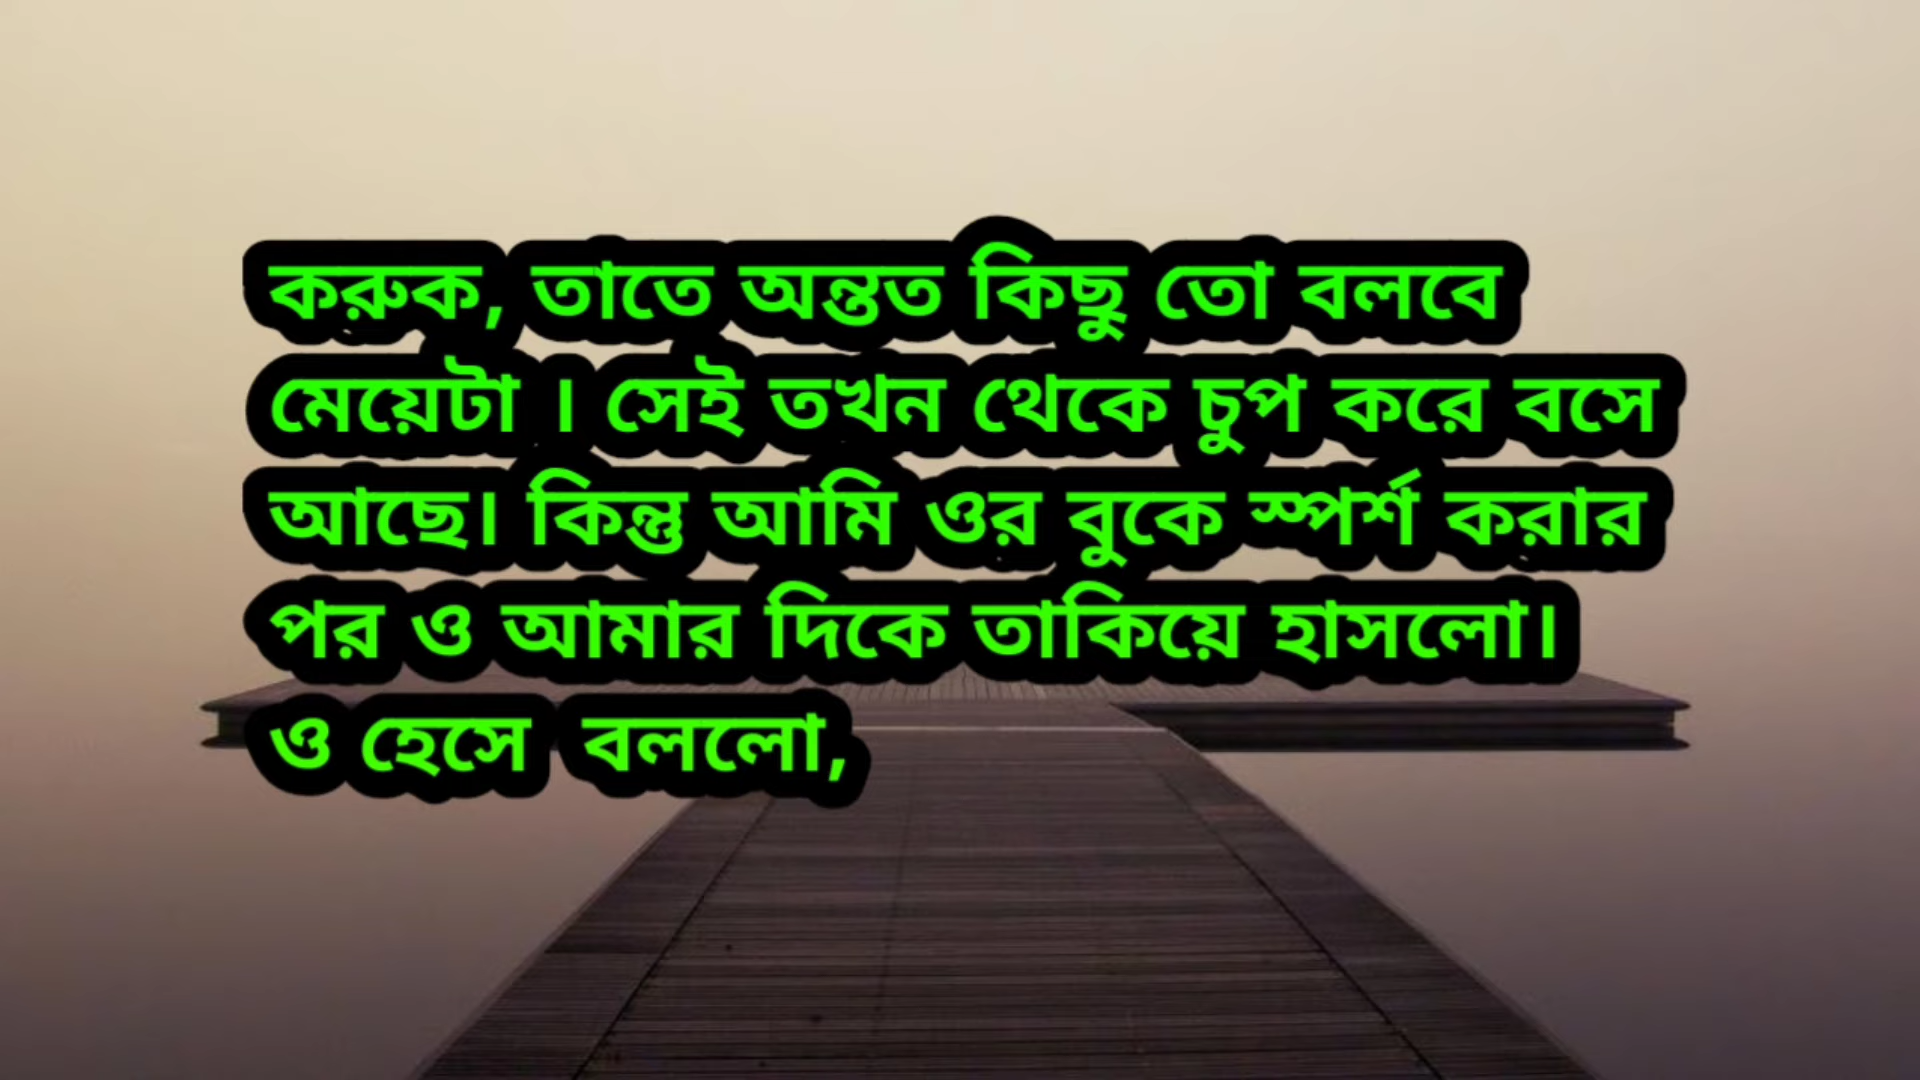 করুক, তাতে অন্তত কিছু তো বলবে
মেয়েটা । সেই তখন থেকে চুপ করে বসে
আছে। কিন্তু আমি ওর বুকে স্পর্শ করার
পর ও আমার দিকে তাকিয়ে হাসলো।
ও হেসে  বললো,